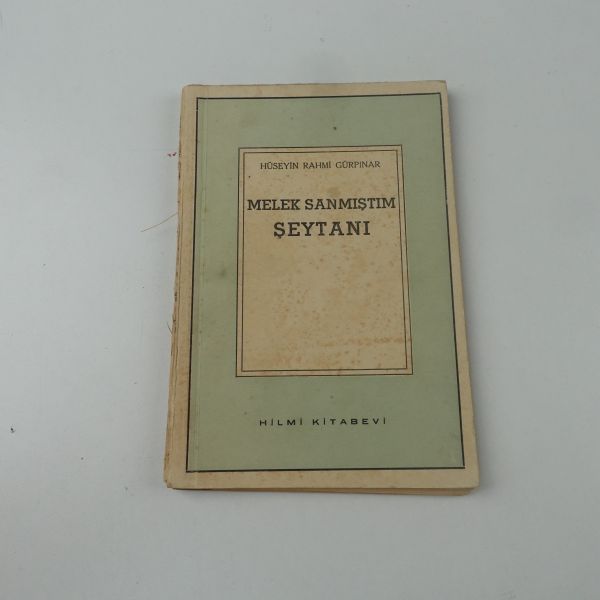 HÜSEYİN RAHMİ GÜRPINAR
MELEK SANMIŞTIM
ŞEYTANI
HİLMİ KİTABEVİ